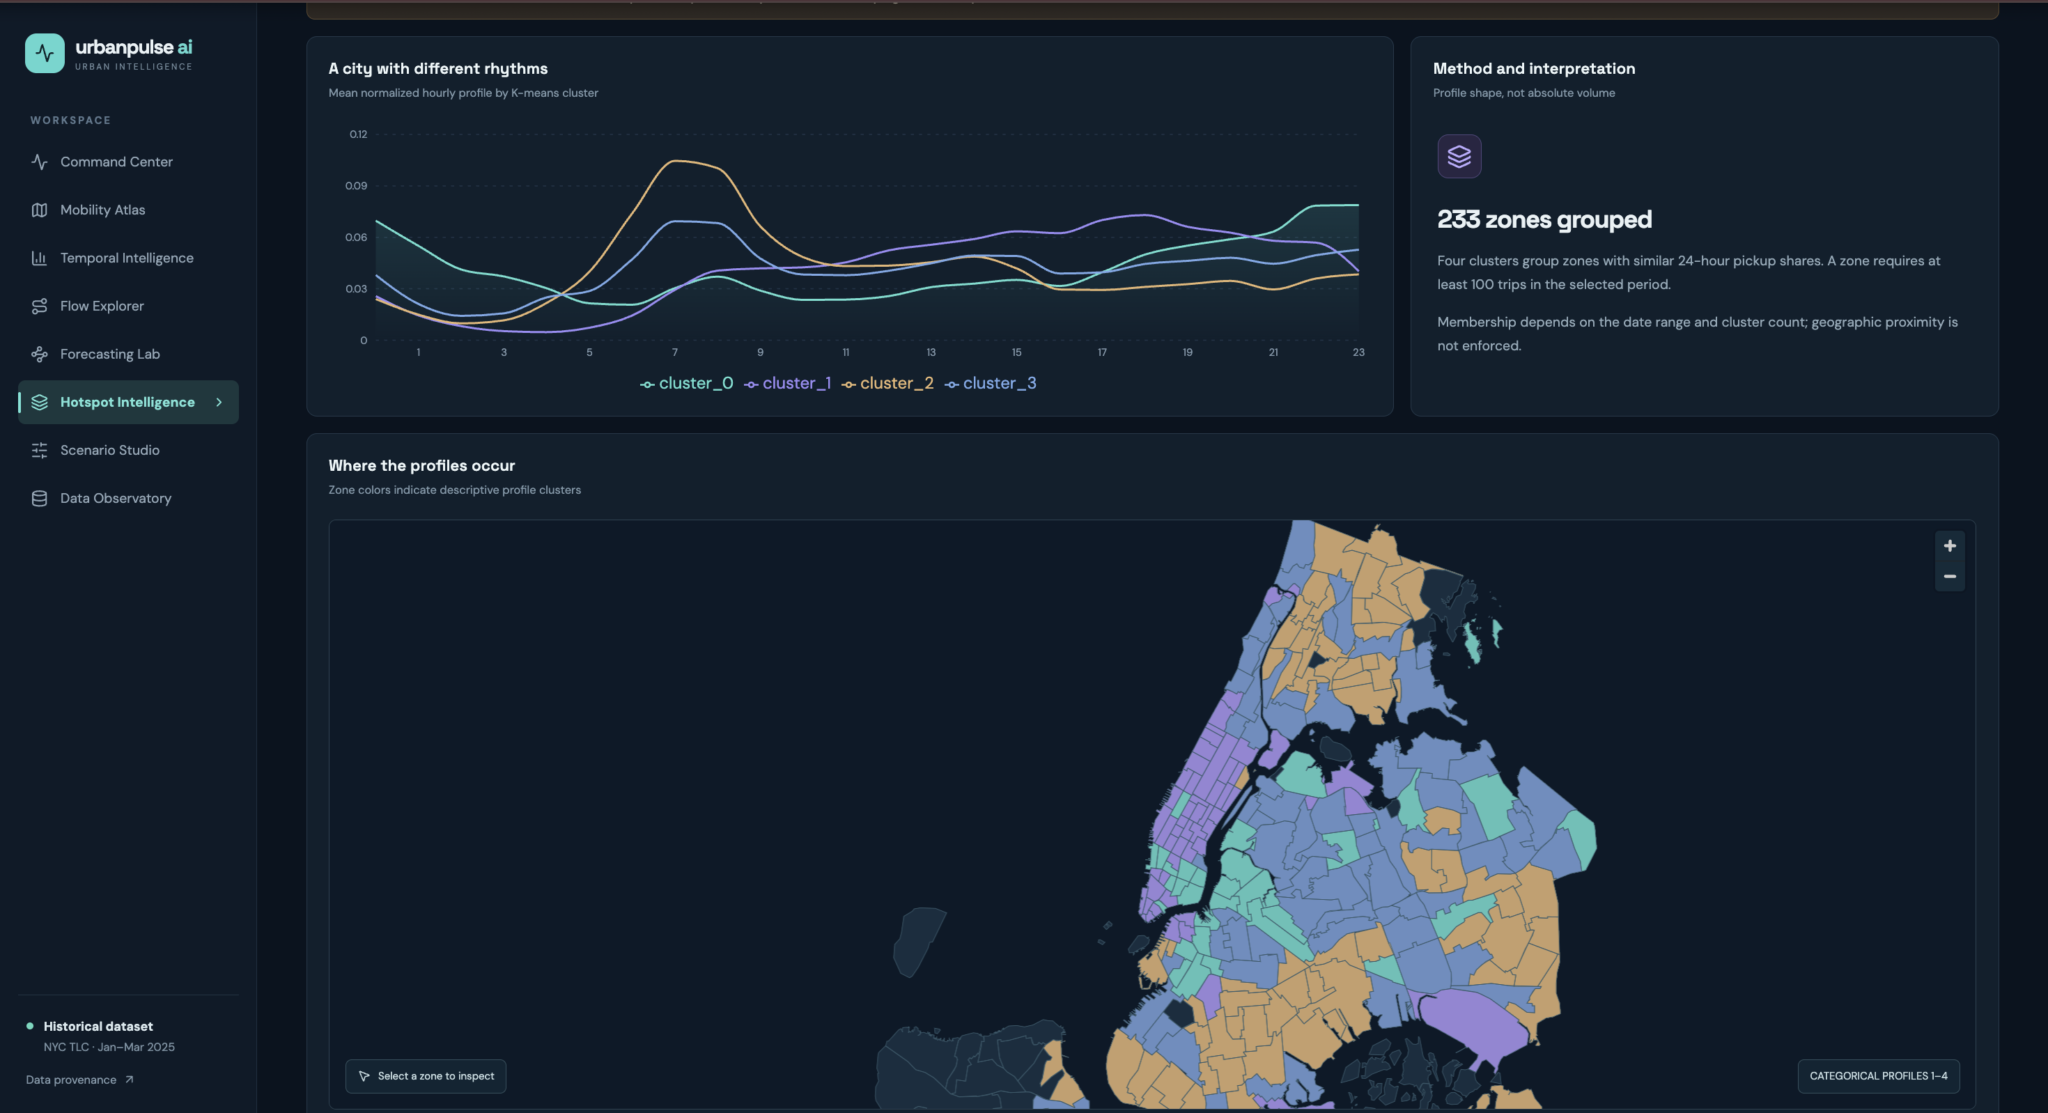 urbanpulse ai
URBAN INTELLIGENCE
WORKSPACE
Command Center
Mobility Atlas
Temporal Intelligence
Flow Explorer
Forecasting Lab
Hotspot Intelligence
Scenario Studio
Data Observatory
Historical dataset
NYC TLC · Jan–Mar 2025
Data provenance
A city with different rhythms
Mean normalized hourly profile by K-means cluster
0.12
0.09
0.06
0.03
0
1 3 5 7 9 11 13 15 17 19 21 23
cluster_0 cluster_1 cluster_2 cluster_3
Method and interpretation
Profile shape, not absolute volume
233 zones grouped
Four clusters group zones with similar 24-hour pickup shares. A zone requires at
least 100 trips in the selected period.
Membership depends on the date range and cluster count; geographic proximity is
not enforced.
Where the profiles occur
Zone colors indicate descriptive profile clusters
+
−
Select a zone to inspect
CATEGORICAL PROFILES 1–4